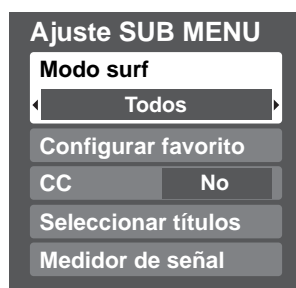 Ajuste SUB MENU
Modo surf
Todos
Configurar favorito
CC No
Seleccionar títulos
Medidor de señal